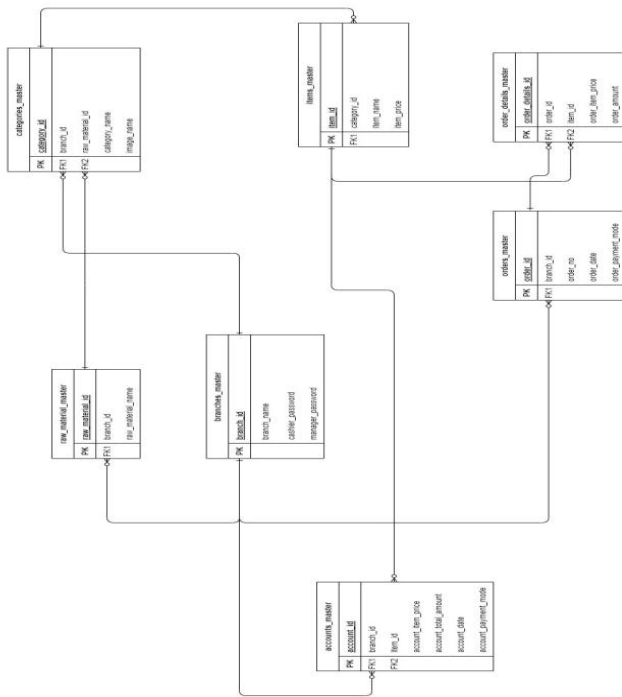 categories_master
PK category_id
FK1 branch_id
FK2 raw_material_id
category_name
image_name
items_master
PK item_id
FK1 category_id
item_name
item_price
order_details_master
PK order_details_id
FK1 order_id
FK2 item_id
order_item_price
order_amount
orders_master
PK order_id
FK1 branch_id
order_no
order_date
order_payment_mode
raw_material_master
PK raw_material_id
FK1 branch_id
raw_material_name
branches_master
PK branch_id
branch_name
cashier_password
manager_password
accounts_master
PK account_id
FK1 branch_id
FK2 item_id
account_item_price
account_total_amount
account_date
account_payment_mode